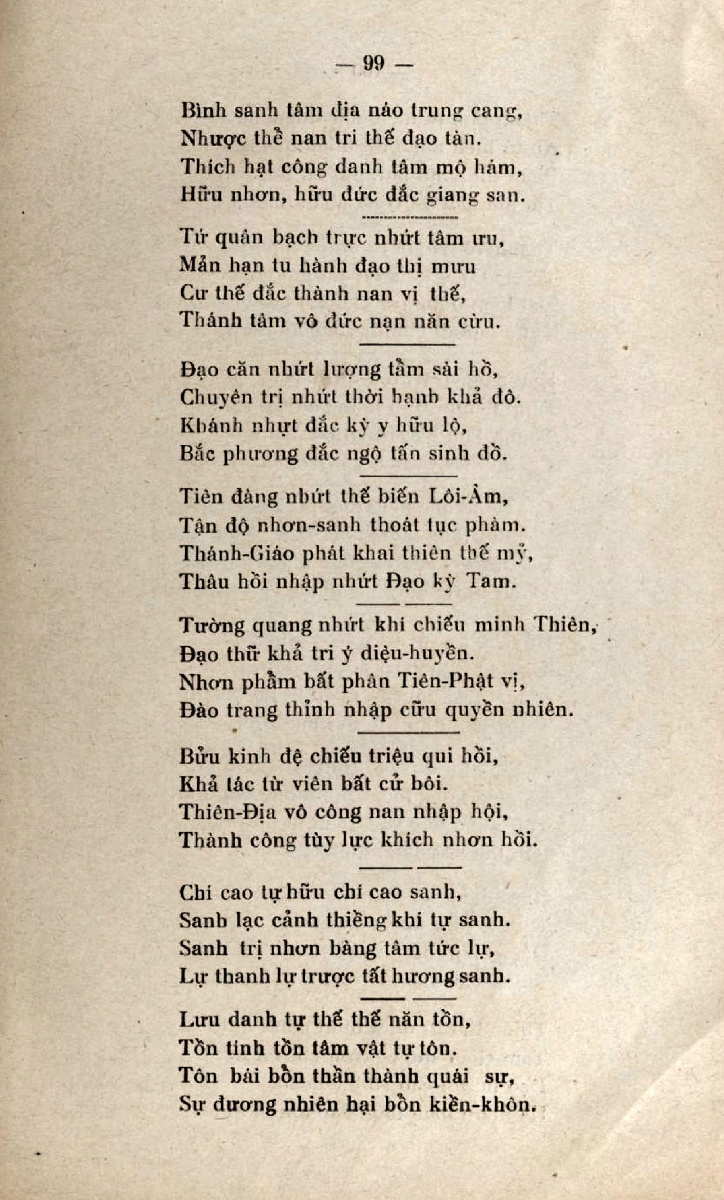 — 99 —
Bình sanh tâm địa náo trung cang,
Nhược thề nan tri thế đạo tàn.
Thích hạt công danh tâm mộ hám,
Hữu nhơn, hữu đức đắc giang san.
Tứ quân bạch trực nhứt tâm ưu,
Mản hạn tu hành đạo thị mưu
Cư thế đắc thành nan vị thế,
Thánh tâm vô đức nạn năn cừu.
Đạo căn nhứt lượng tầm sài hồ,
Chuyên trị nhứt thời hạnh khả đô.
Khánh nhựt đắc kỳ y hữu lộ,
Bắc phương đắc ngộ tấn sinh đồ.
Tiên đàng nhứt thế biến Lôi-Âm,
Tận độ nhơn-sanh thoát tục phàm.
Thánh-Giáo phát khai thiên thế mỷ,
Thâu hồi nhập nhứt Đạo kỳ Tam.
Tường quang nhứt khí chiếu minh Thiên,
Đạo thữ khả tri ý diệu-huyền.
Nhơn phẩm bất phân Tiên-Phật vị,
Đào trang thỉnh nhập cữu quyền nhiên.
Bửu kinh đệ chiếu triệu qui hồi,
Khả tác từ viên bất cử bôi.
Thiên-Địa vô công nan nhập hội,
Thành công tùy lực khích nhơn hồi.
Chí cao tự hữu chí cao sanh,
Sanh lạc cảnh thiềng khí tự sanh.
Sanh trị nhơn bàng tâm tức lự,
Lự thanh lự trược tất hương sanh.
Lưu danh tự thế thế năn tồn,
Tồn tinh tồn tâm vật tự tôn.
Tôn bái bồn thần thành quái sự,
Sự dương nhiên hại bồn kiền-khôn.